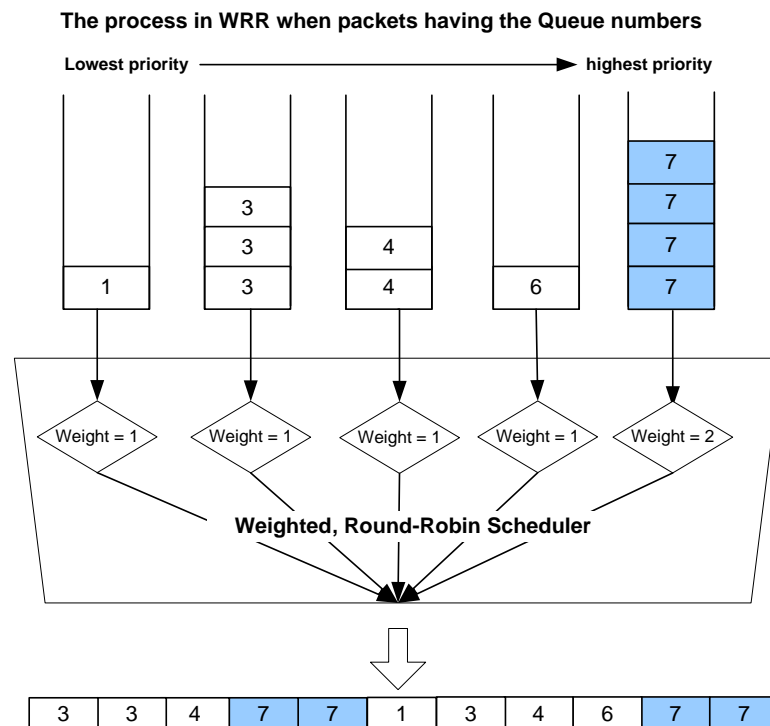 The process in WRR when packets having the Queue numbers
Lowest priority highest priority
7
3 7
3 4 7
1 3 4 6 7
Weight = 1 Weight = 1 Weight = 1 Weight = 1 Weight = 2
Weighted, Round-Robin Scheduler
3 3 4 7 7 1 3 4 6 7 7